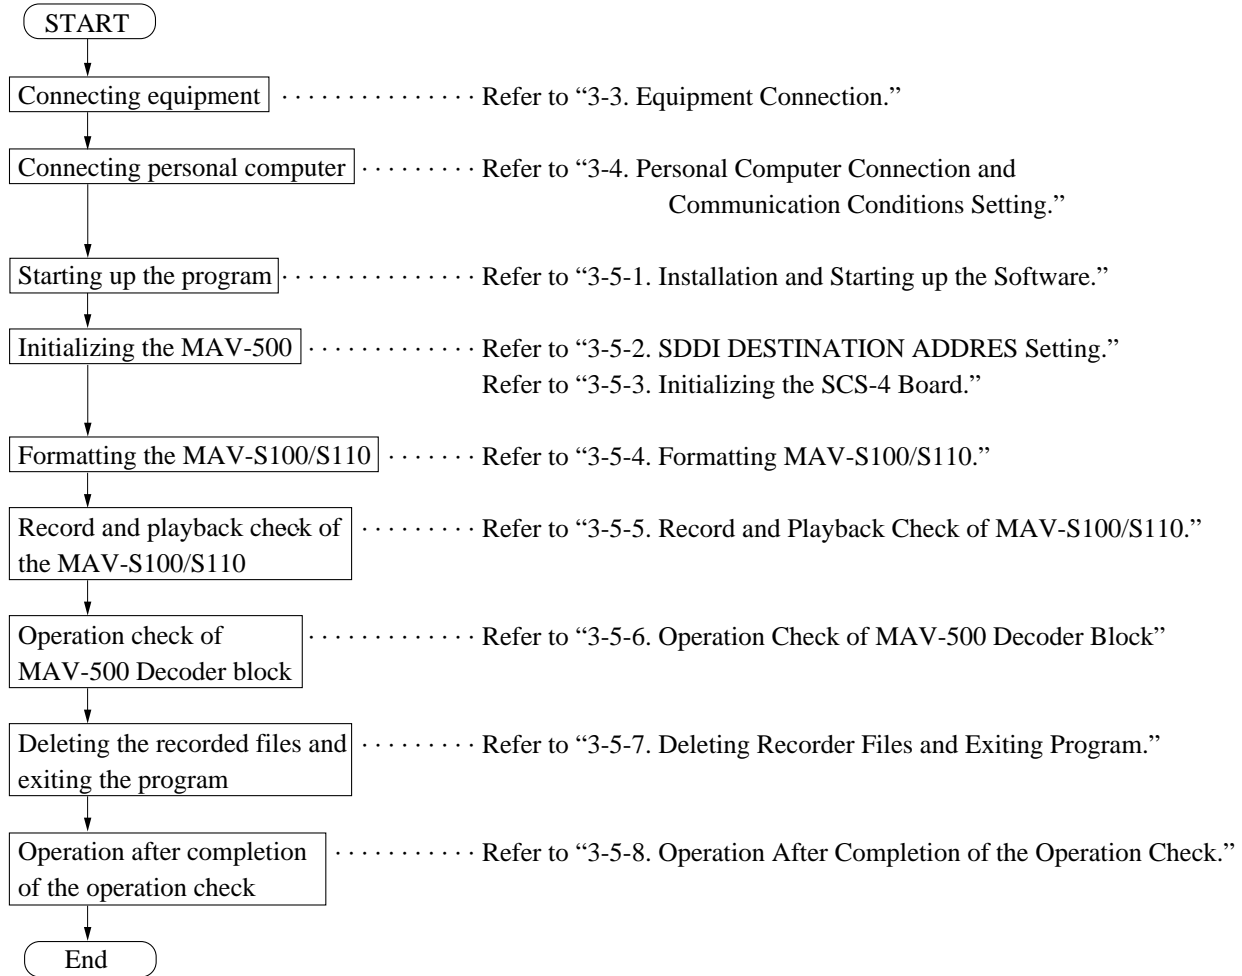 START
Connecting equipment ··············· Refer to “3-3. Equipment Connection.”
Connecting personal computer ········· Refer to “3-4. Personal Computer Connection and
Communication Conditions Setting.”
Starting up the program ················ Refer to “3-5-1. Installation and Starting up the Software.”
Initializing the MAV-500 ············· Refer to “3-5-2. SDDI DESTINATION ADDRES Setting.”
Refer to “3-5-3. Initializing the SCS-4 Board.”
Formatting the MAV-S100/S110 ······· Refer to “3-5-4. Formatting MAV-S100/S110.”
Record and playback check of ········· Refer to “3-5-5. Record and Playback Check of MAV-S100/S110.”
the MAV-S100/S110
Operation check of ············· Refer to “3-5-6. Operation Check of MAV-500 Decoder Block”
MAV-500 Decoder block
Deleting the recorded files and ········· Refer to “3-5-7. Deleting Recorder Files and Exiting Program.”
exiting the program
Operation after completion ··········· Refer to “3-5-8. Operation After Completion of the Operation Check.”
of the operation check
End